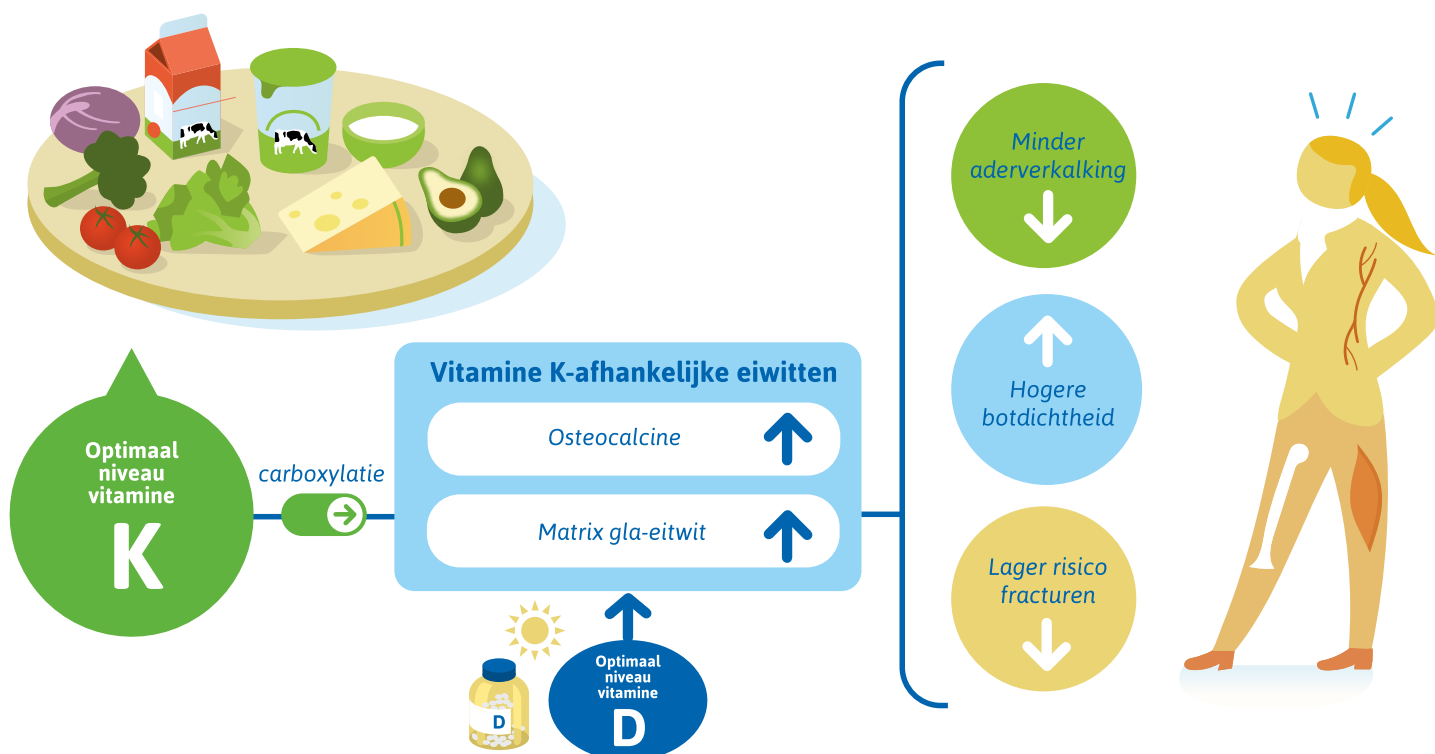 Optimaal
niveau
vitamine
K
carboxylatie
Vitamine K-afhankelijke eiwitten
Osteocalcine
Matrix gla-eitwit
D
Optimaal
niveau
vitamine
D
Minder
aderverkalking
Hogere
botdichtheid
Lager risico
fracturen